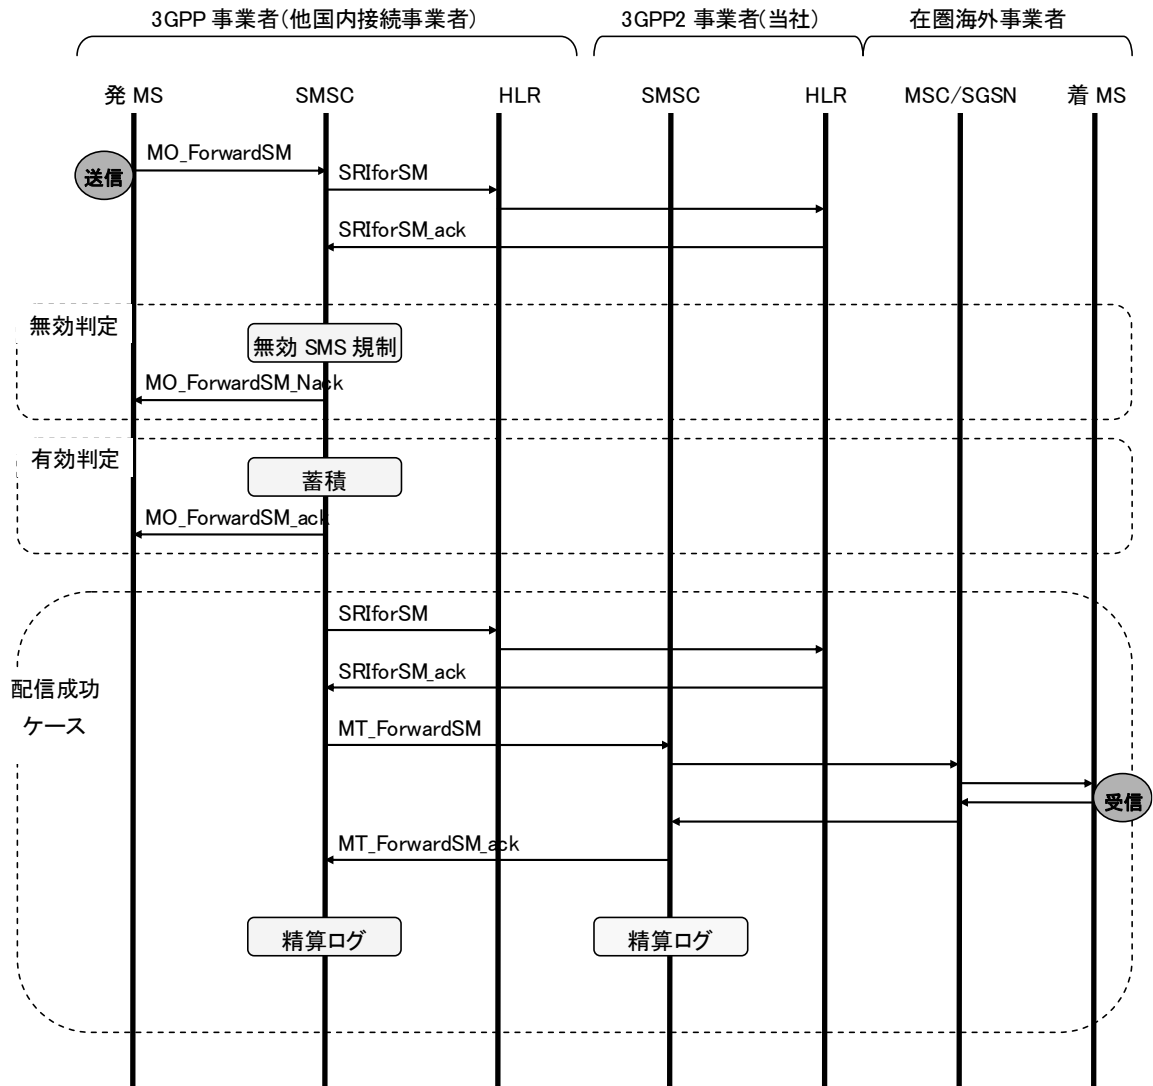 3GPP 事業者(他国内接続事業者)
3GPP2 事業者(当社)
在圏海外事業者
発 MS
SMSC
HLR
SMSC
HLR
MSC/SGSN
着 MS
MO_ForwardSM
送信
SRIforSM
SRIforSM_ack
無効判定
無効 SMS 規制
MO_ForwardSM_Nack
有効判定
蓄積
MO_ForwardSM_ack
SRIforSM
SRIforSM_ack
配信成功
ケース
MT_ForwardSM
受信
MT_ForwardSM_ack
精算ログ
精算ログ